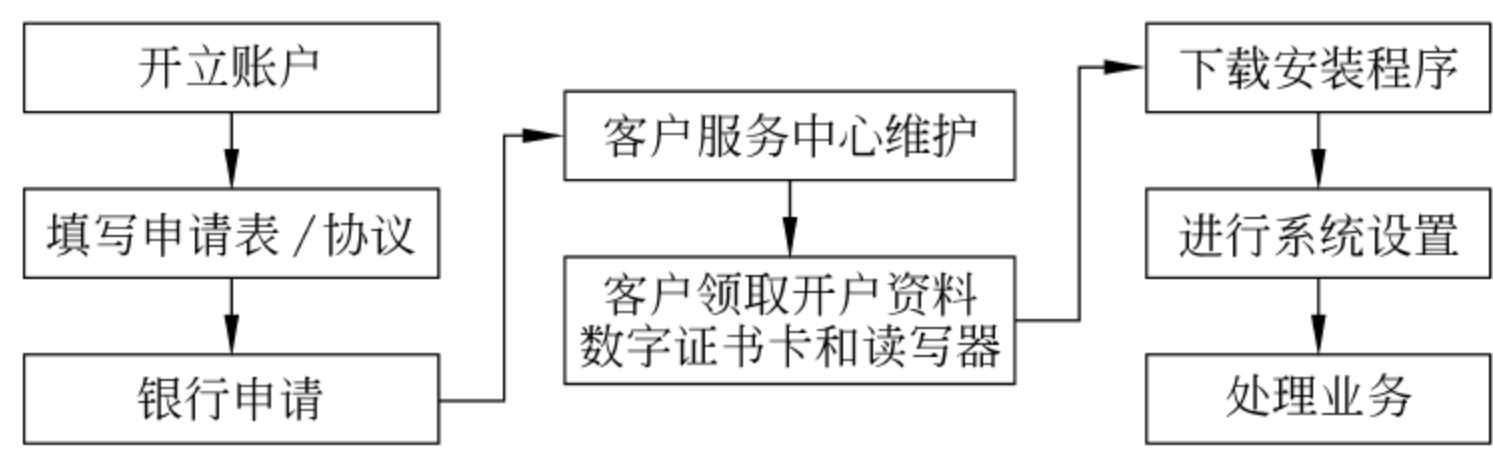 开立账户
填写申请表/协议
银行申请
客户服务中心维护
客户领取开户资料
数字证书卡和读写器
下载安装程序
进行系统设置
处理业务